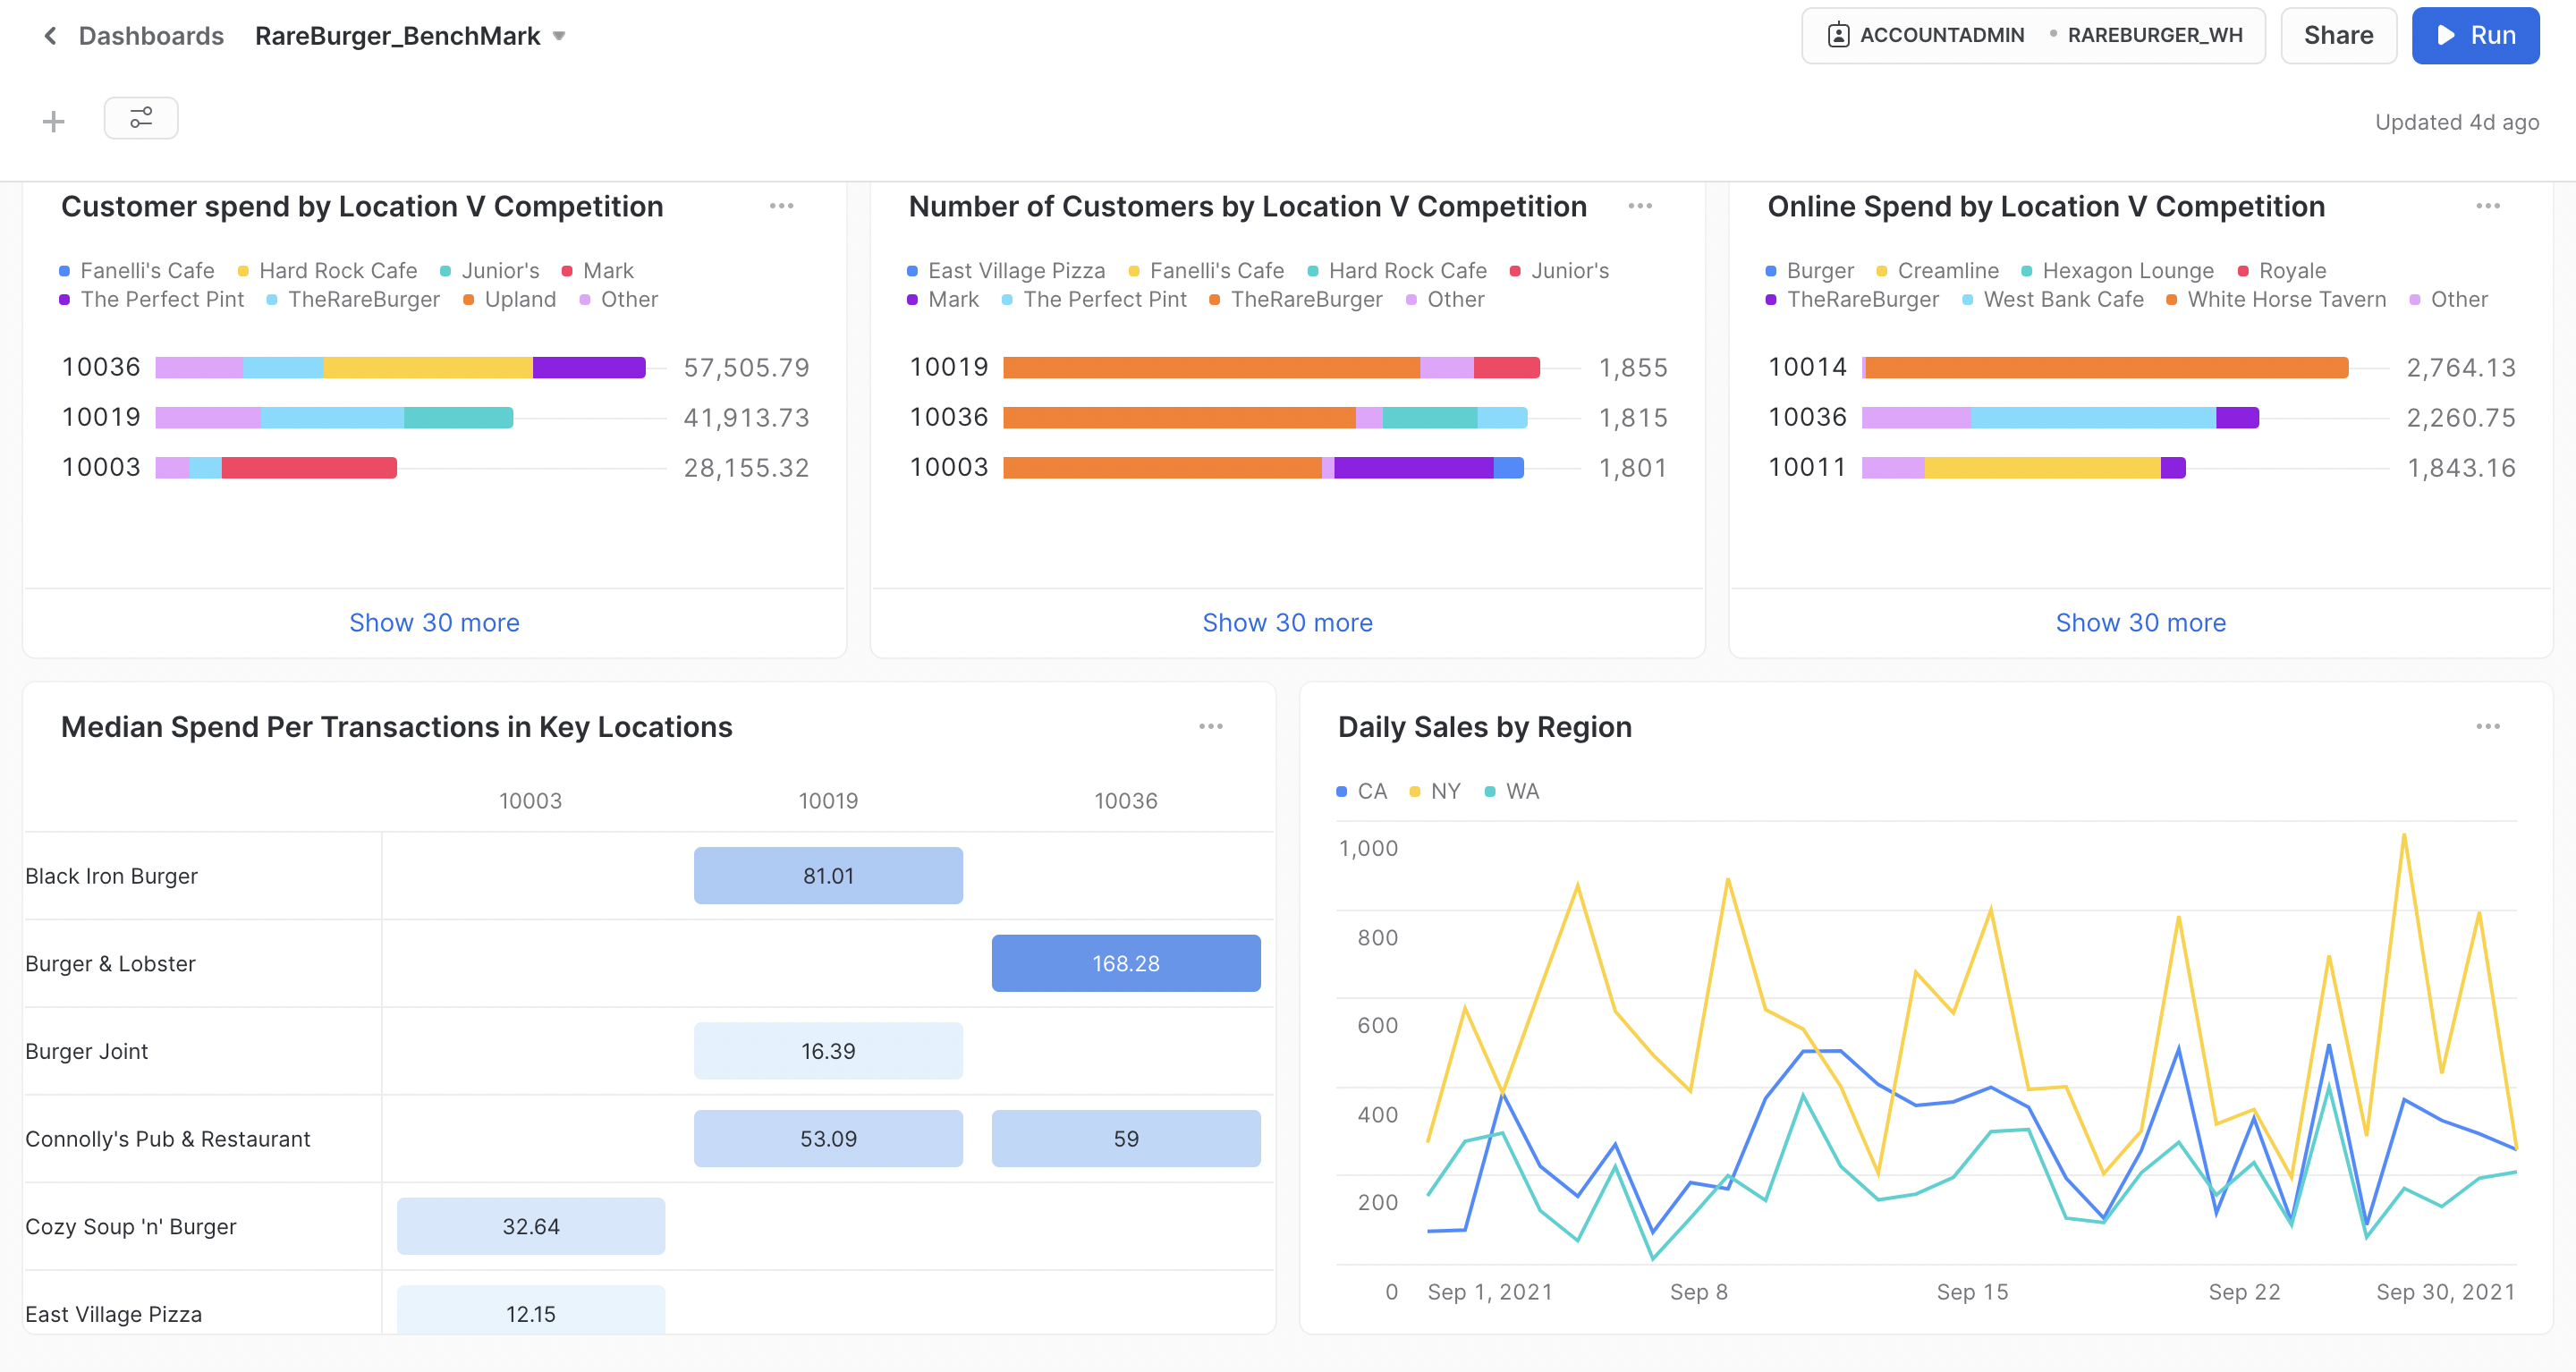 Dashboards RareBurger_BenchMark
ACCOUNTADMIN • RAREBURGER_WH Share Run
Updated 4d ago
Customer spend by Location V Competition
Fanelli's Cafe Hard Rock Cafe Junior's Mark
The Perfect Pint TheRareBurger Upland Other
10036 57,505.79
10019 41,913.73
10003 28,155.32
Show 30 more
Number of Customers by Location V Competition
East Village Pizza Fanelli's Cafe Hard Rock Cafe Junior's
Mark The Perfect Pint TheRareBurger Other
10019 1,855
10036 1,815
10003 1,801
Show 30 more
Online Spend by Location V Competition
Burger Creamline Hexagon Lounge Royale
TheRareBurger West Bank Cafe White Horse Tavern Other
10014 2,764.13
10036 2,260.75
10011 1,843.16
Show 30 more
Median Spend Per Transactions in Key Locations
10003 10019 10036
Black Iron Burger 81.01
Burger & Lobster 168.28
Burger Joint 16.39
Connolly's Pub & Restaurant 53.09 59
Cozy Soup 'n' Burger 32.64
East Village Pizza 12.15
Daily Sales by Region
CA NY WA
1,000
800
600
400
200
0 Sep 1, 2021 Sep 8 Sep 15 Sep 22 Sep 30, 2021